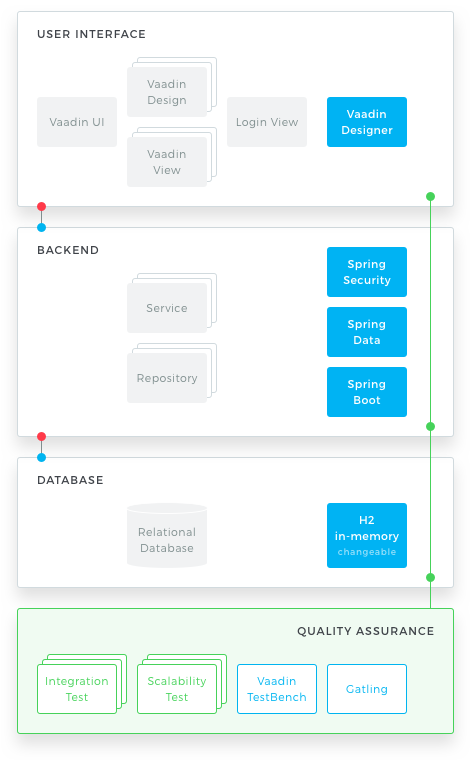 USER INTERFACE
Vaadin UI
Vaadin
Design
Vaadin
View
Login View
Vaadin
Designer
BACKEND
Service
Repository
Spring
Security
Spring
Data
Spring
Boot
DATABASE
Relational
Database
H2
in-memory
changeable
QUALITY ASSURANCE
Integration
Test
Scalability
Test
Vaadin
TestBench
Gatling